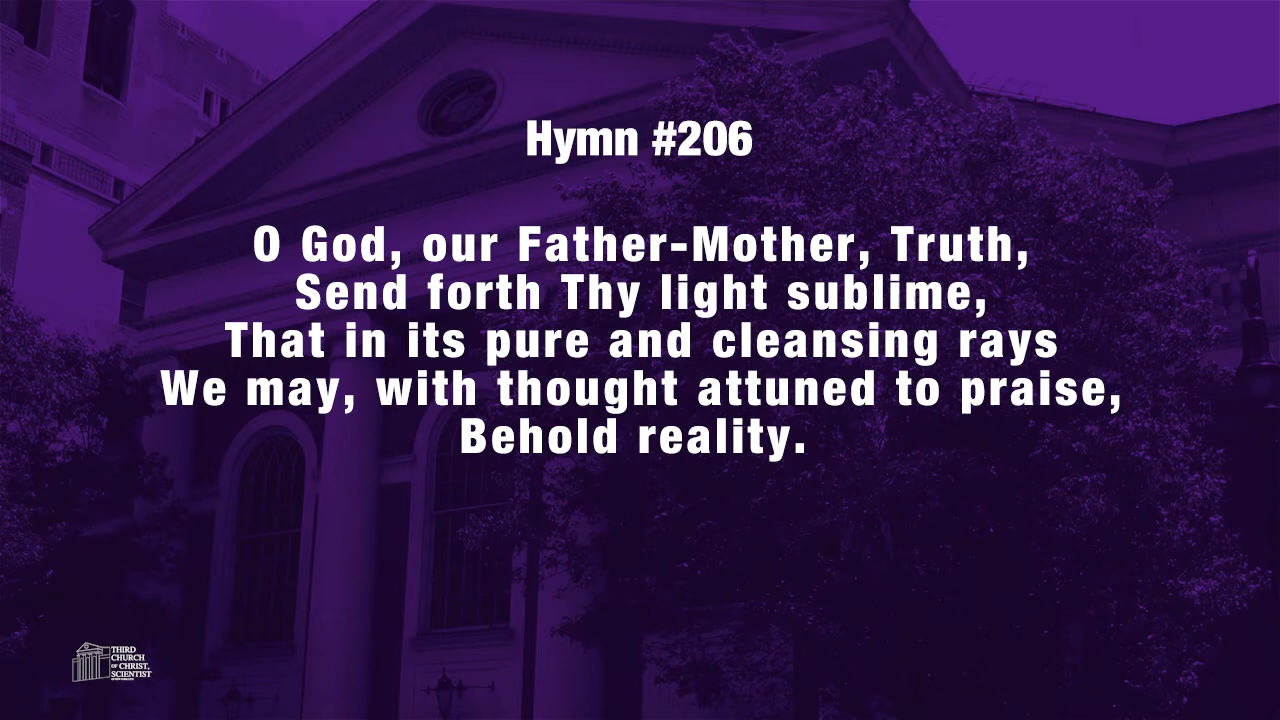 Hymn #206
O God, our Father-Mother, Truth,
Send forth Thy light sublime,
That in its pure and cleansing rays
We may, with thought attuned to praise,
Behold reality.
THIRD
CHURCH
OF CHRIST,
SCIENTIST